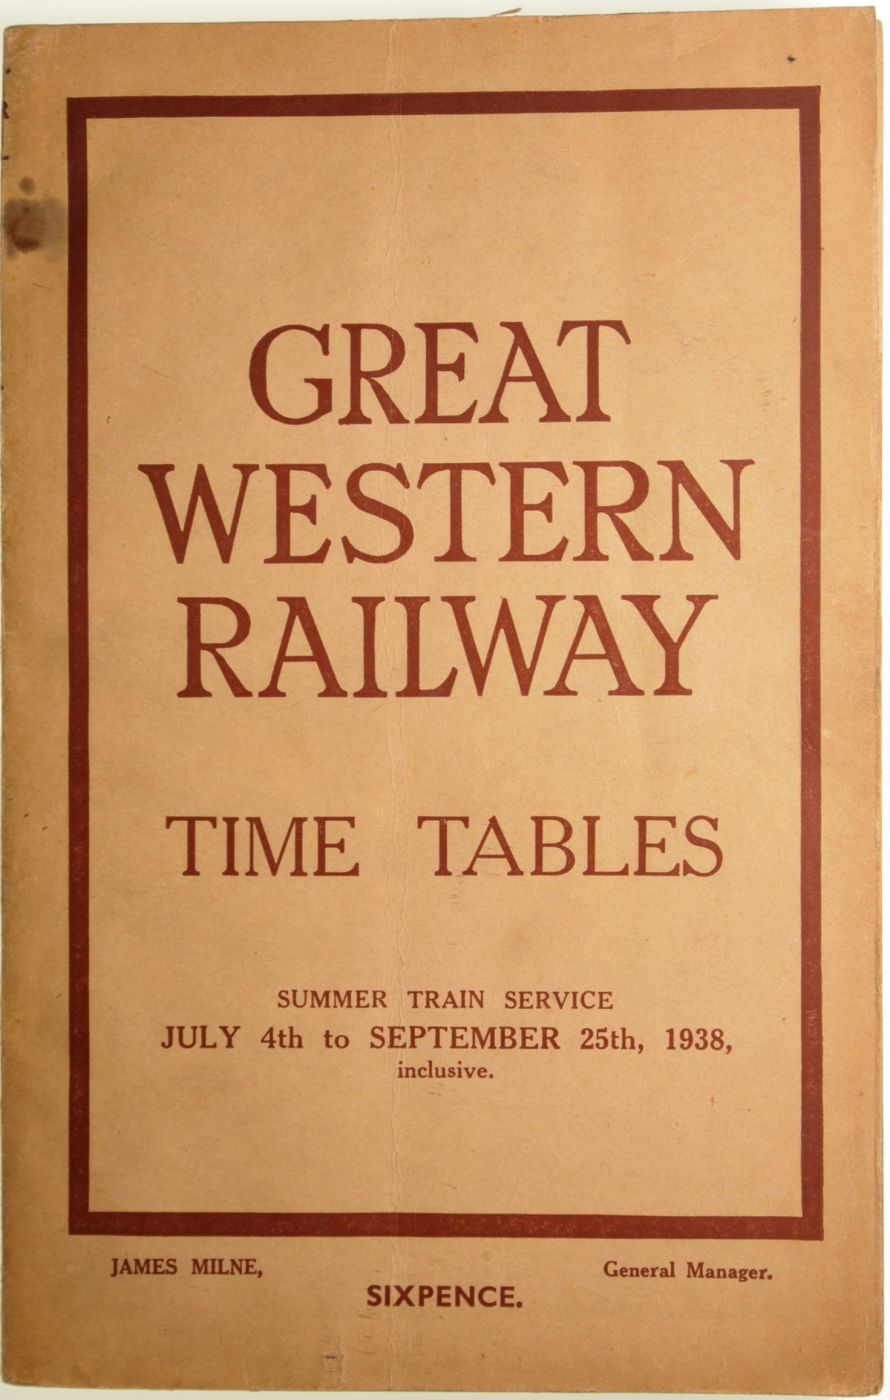 GREAT
WESTERN
RAILWAY
TIME TABLES
SUMMER TRAIN SERVICE
JULY 4th to SEPTEMBER 25th, 1938,
inclusive.
JAMES MILNE, General Manager.
SIXPENCE.